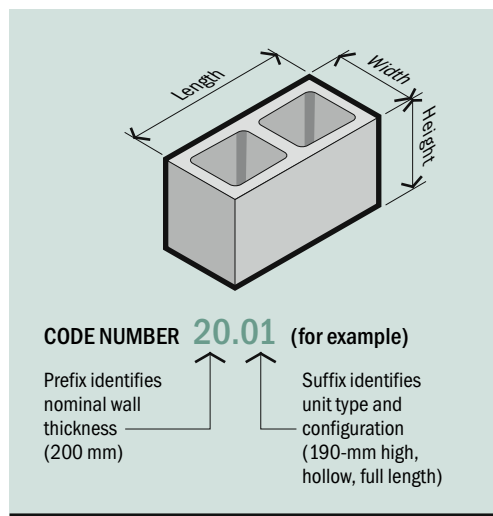 Length
Width
Height
CODE NUMBER 20.01 (for example)
Prefix identifies
nominal wall
thickness
(200 mm)
Suffix identifies
unit type and
configuration
(190-mm high,
hollow, full length)